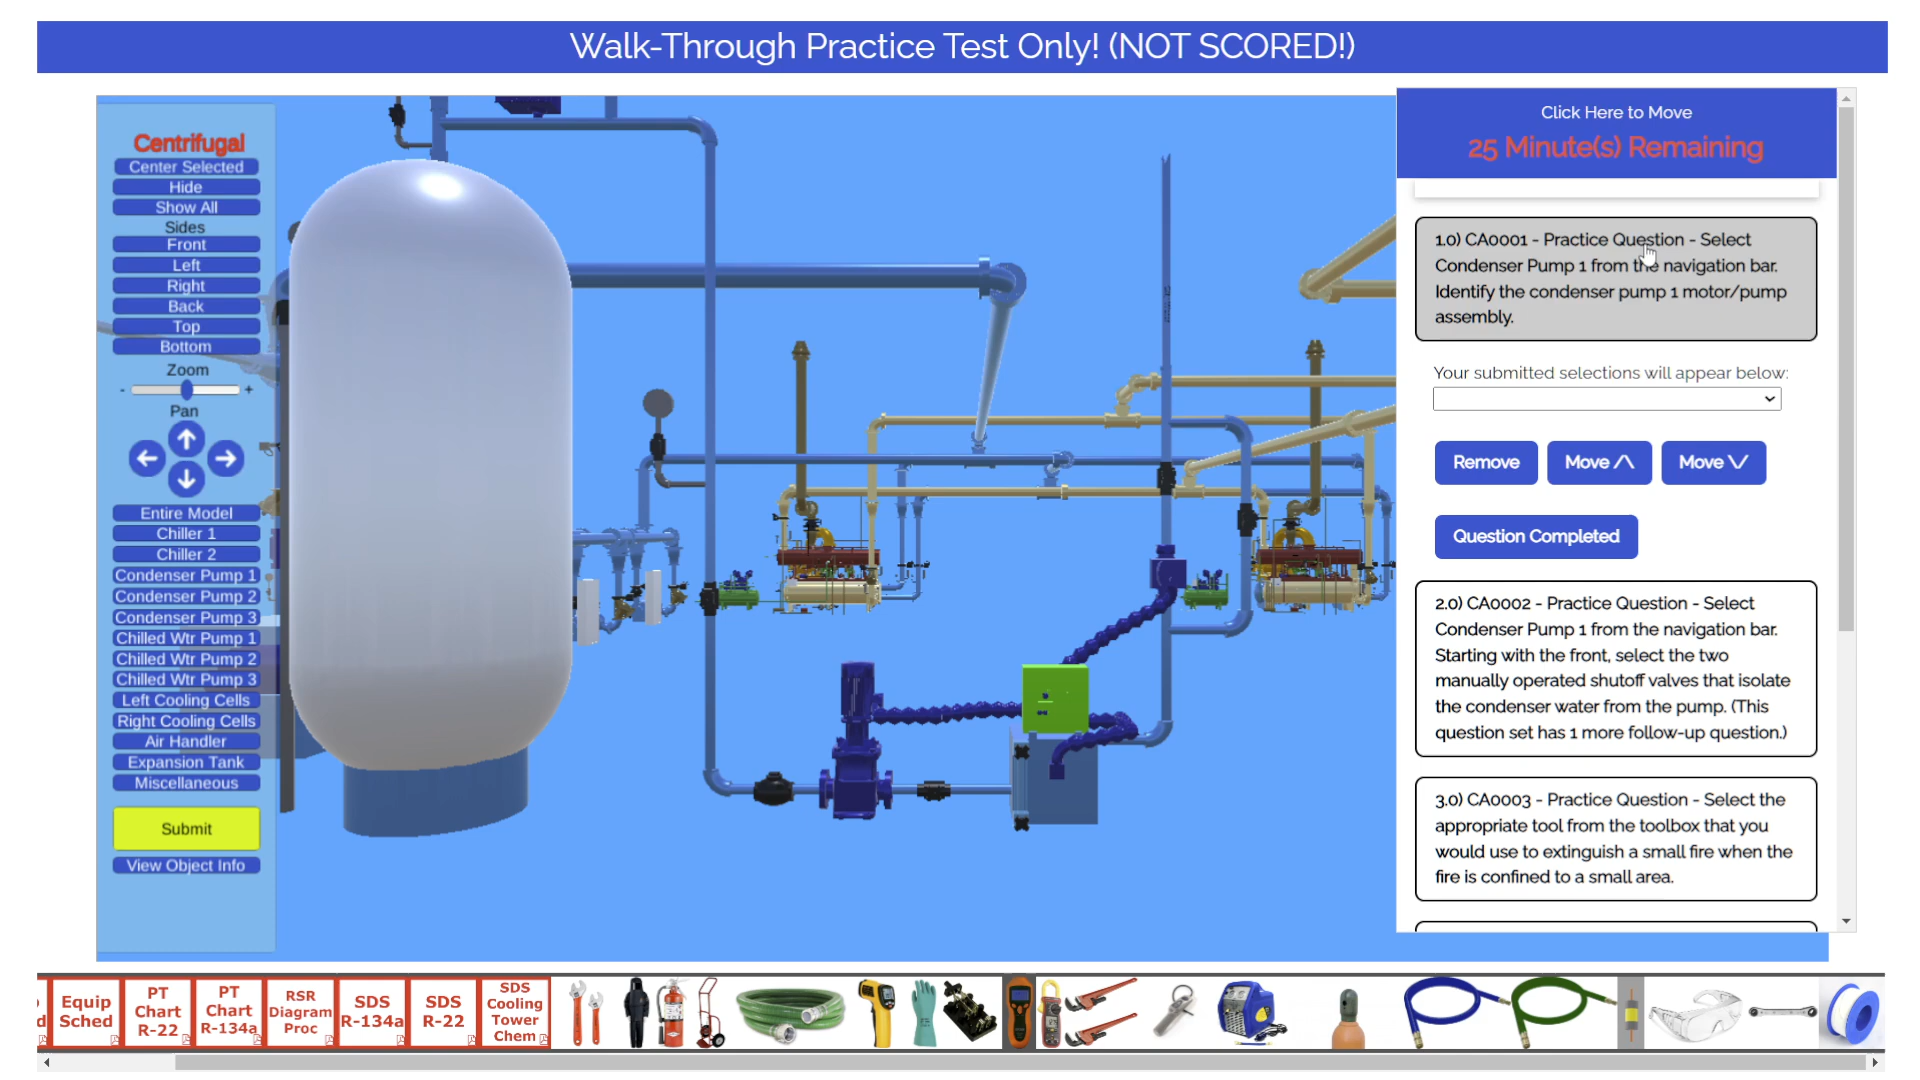 Walk-Through Practice Test Only! (NOT SCORED!)
Centrifugal
Center Selected
Hide
Show All
Sides
Front
Left
Right
Back
Top
Bottom
Zoom
- +
Pan
Entire Model
Chiller 1
Chiller 2
Condenser Pump 1
Condenser Pump 2
Condenser Pump 3
Chilled Wtr Pump 1
Chilled Wtr Pump 2
Chilled Wtr Pump 3
Left Cooling Cells
Right Cooling Cells
Air Handler
Expansion Tank
Miscellaneous
Submit
View Object Info
Click Here to Move
25 Minute(s) Remaining
1.0) CA0001 - Practice Question - Select
Condenser Pump 1 from the navigation bar.
Identify the condenser pump 1 motor/pump
assembly.
Your submitted selections will appear below:
Remove
Move /\
Move \/
Question Completed
2.0) CA0002 - Practice Question - Select
Condenser Pump 1 from the navigation bar.
Starting with the front, select the two
manually operated shutoff valves that isolate
the condenser water from the pump. (This
question set has 1 more follow-up question.)
3.0) CA0003 - Practice Question - Select the
appropriate tool from the toolbox that you
would use to extinguish a small fire when the
fire is confined to a small area.
Equip
Sched
PT
Chart
R-22
PT
Chart
R-134a
RSR
Diagram
Proc
SDS
R-134a
SDS
R-22
SDS
Cooling
Tower
Chem